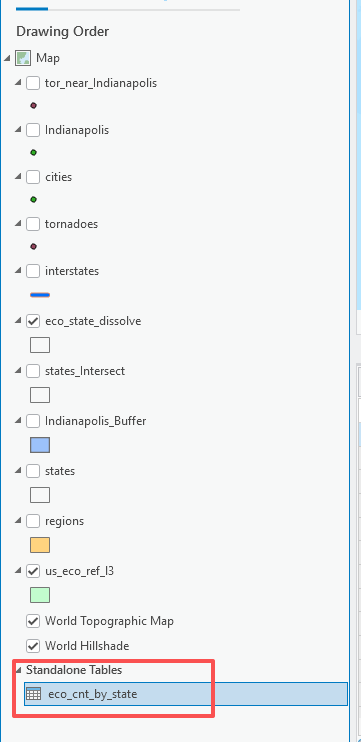 Drawing Order
Map
tor_near_Indianapolis
Indianapolis
cities
tornadoes
interstates
eco_state_dissolve
states_Intersect
Indianapolis_Buffer
states
regions
us_eco_ref_l3
World Topographic Map
World Hillshade
Standalone Tables
eco_cnt_by_state